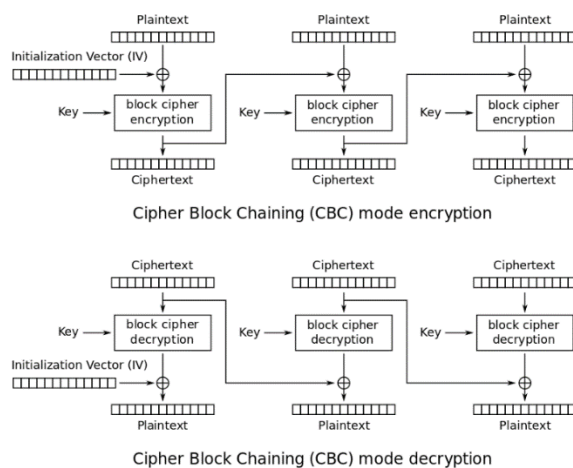 Plaintext Plaintext Plaintext
Initialization Vector (IV)
Key block cipher encryption Key block cipher encryption Key block cipher encryption
Ciphertext Ciphertext Ciphertext
Cipher Block Chaining (CBC) mode encryption
Ciphertext Ciphertext Ciphertext
Key block cipher decryption Key block cipher decryption Key block cipher decryption
Initialization Vector (IV)
Plaintext Plaintext Plaintext
Cipher Block Chaining (CBC) mode decryption